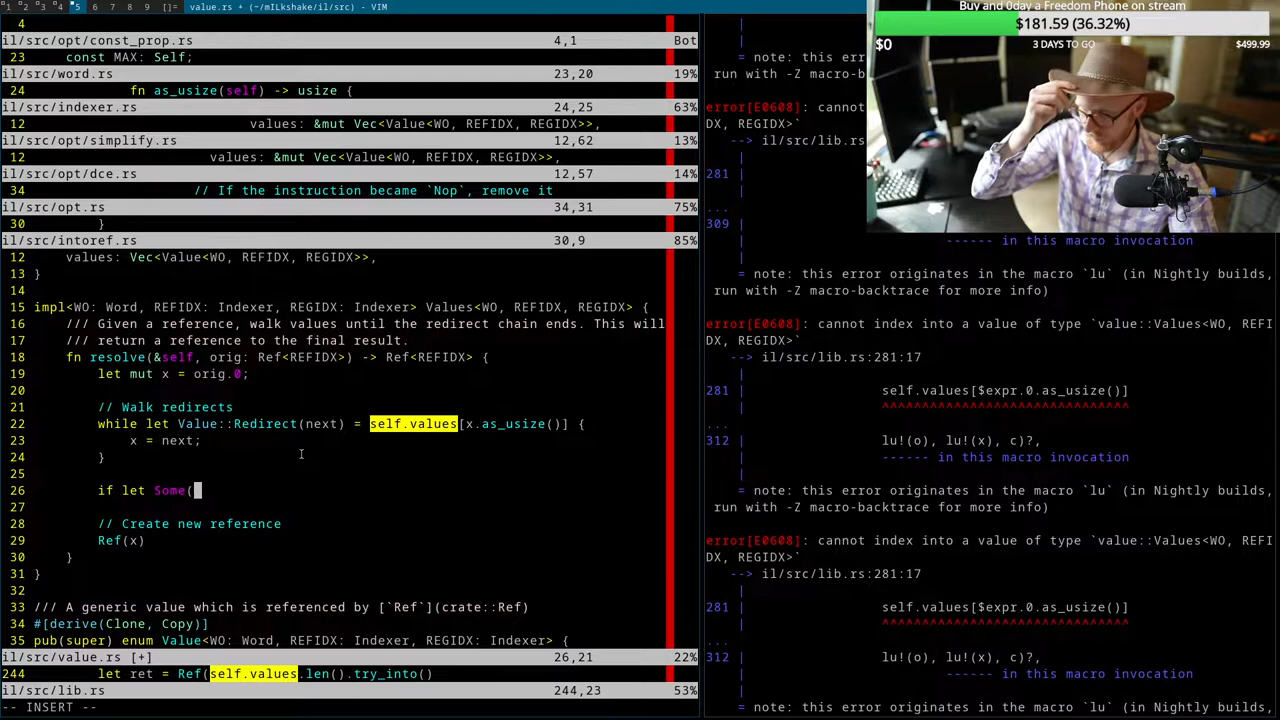 1 2 3 4 5 6 7 8 9 []= value.rs + (~/mILkshake/il/src) - VIM
4
il/src/opt/const_prop.rs 4,1 Bot
23 const MAX: Self;
il/src/word.rs 23,20 19%
24 fn as_usize(self) -> usize {
il/src/indexer.rs 24,25 63%
12 values: &mut Vec<Value<WO, REFIDX, REGIDX>>,
il/src/opt/simplify.rs 12,62 13%
12 values: &mut Vec<Value<WO, REFIDX, REGIDX>>,
il/src/opt/dce.rs 12,57 14%
34 // If the instruction became `Nop`, remove it
il/src/opt.rs 34,31 75%
30 }
il/src/intoref.rs 30,9 85%
12 values: Vec<Value<WO, REFIDX, REGIDX>>,
13 }
14
15 impl<WO: Word, REFIDX: Indexer, REGIDX: Indexer> Values<WO, REFIDX, REGIDX> {
16 /// Given a reference, walk values until the redirect chain ends. This will
17 /// return a reference to the final result.
18 fn resolve(&self, orig: Ref<REFIDX>) -> Ref<REFIDX> {
19 let mut x = orig.0;
20
21 // Walk redirects
22 while let Value::Redirect(next) = self.values[x.as_usize()] {
23 x = next;
24 }
25
26 if let Some(
27
28 // Create new reference
29 Ref(x)
30 }
31 }
32
33 /// A generic value which is referenced by [`Ref`](crate::Ref)
34 #[derive(Clone, Copy)]
35 pub(super) enum Value<WO: Word, REFIDX: Indexer, REGIDX: Indexer> {
il/src/value.rs [+] 26,21 22%
244 let ret = Ref(self.values.len().try_into()
il/src/lib.rs 244,23 53%
-- INSERT --
|
= note: this err
run with -Z macro-b
error[E0608]: cannot
DX, REGIDX>`
--> il/src/lib.rs
|
281 |
...
309 |
| ------ in this macro invocation
|
= note: this error originates in the macro `lu` (in Nightly builds,
run with -Z macro-backtrace for more info)
error[E0608]: cannot index into a value of type `value::Values<WO, REFI
DX, REGIDX>`
--> il/src/lib.rs:281:17
|
281 | self.values[$expr.0.as_usize()]
| ^^^^^^^^^^^^^^^^^^^^^^^^^^^^^^^
...
312 | lu!(o), lu!(x), c)?,
| ------ in this macro invocation
|
= note: this error originates in the macro `lu` (in Nightly builds,
run with -Z macro-backtrace for more info)
error[E0608]: cannot index into a value of type `value::Values<WO, REFI
DX, REGIDX>`
--> il/src/lib.rs:281:17
|
281 | self.values[$expr.0.as_usize()]
| ^^^^^^^^^^^^^^^^^^^^^^^^^^^^^^^
...
312 | lu!(o), lu!(x), c)?,
| ------ in this macro invocation
|
= note: this error originates in the macro `lu` (in Nightly builds,
Buy and 0day a Freedom Phone on stream
$181.59 (36.32%)
$0 3 DAYS TO GO $499.99